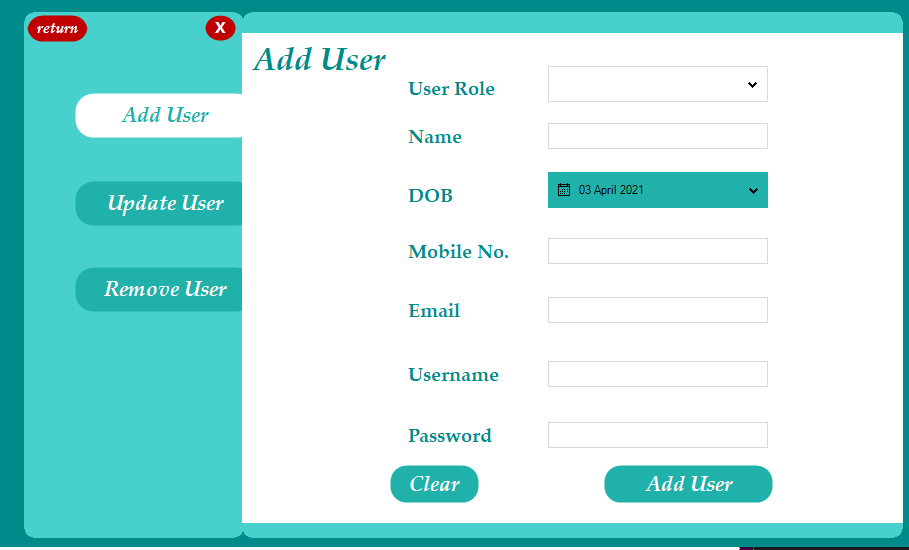 return
X
Add User
Update User
Remove User
Add User
User Role
Name
DOB
03 April 2021
Mobile No.
Email
Username
Password
Clear
Add User